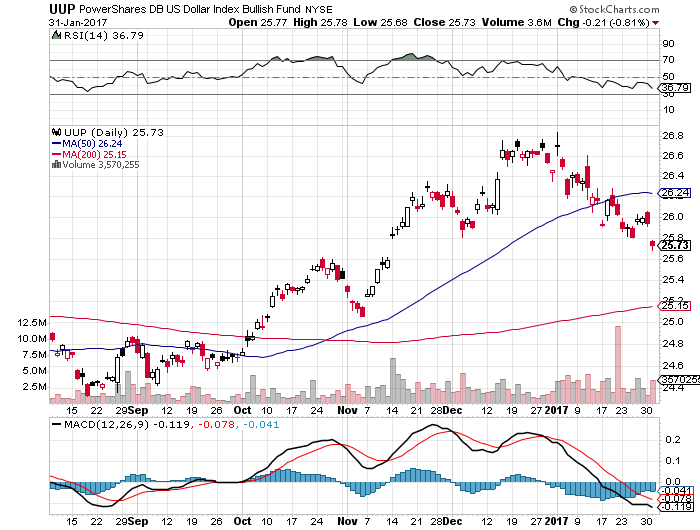 UUP PowerShares DB US Dollar Index Bullish Fund NYSE © StockCharts.com
31-Jan-2017 Open 25.77 High 25.78 Low 25.68 Close 25.73 Volume 3.6M Chg -0.21 (-0.81%)
RSI(14) 36.79
90
70
50
36.79
30
10
UUP (Daily) 25.73
MA(50) 26.24
MA(200) 25.15
Volume 3,570,255
26.8
26.6
26.4
26.24
26.2
26.0
25.8
25.73
25.6
25.4
25.2
25.15
25.0
24.8
24.6
24.4
3570255
12.5M
10.0M
7.5M
5.0M
2.5M
15 22 29 Sep 12 19 26 Oct 10 17 24 Nov 7 14 21 28 Dec 12 19 27 2017 9 17 23 30
MACD(12,26,9) -0.119, -0.078, -0.041
0.2
0.1
0.0
-0.041
-0.078
-0.119
15 22 29 Sep 12 19 26 Oct 10 17 24 Nov 7 14 21 28 Dec 12 19 27 2017 9 17 23 30